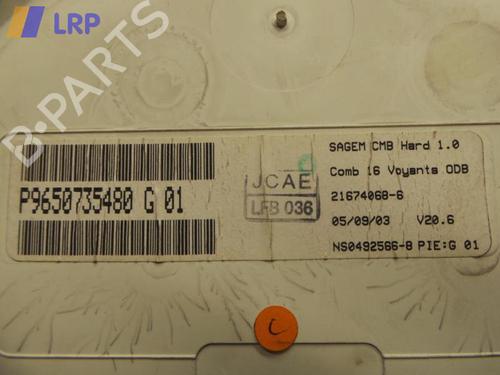 LRP
P9650735480 G 01
JCAE
LFB 036
SAGEM CMB Hard 1.0
Comb 16 Voyants ODB
21674068-6
05/09/03 V20.6
NS0492566-8 PIE:G 01
C